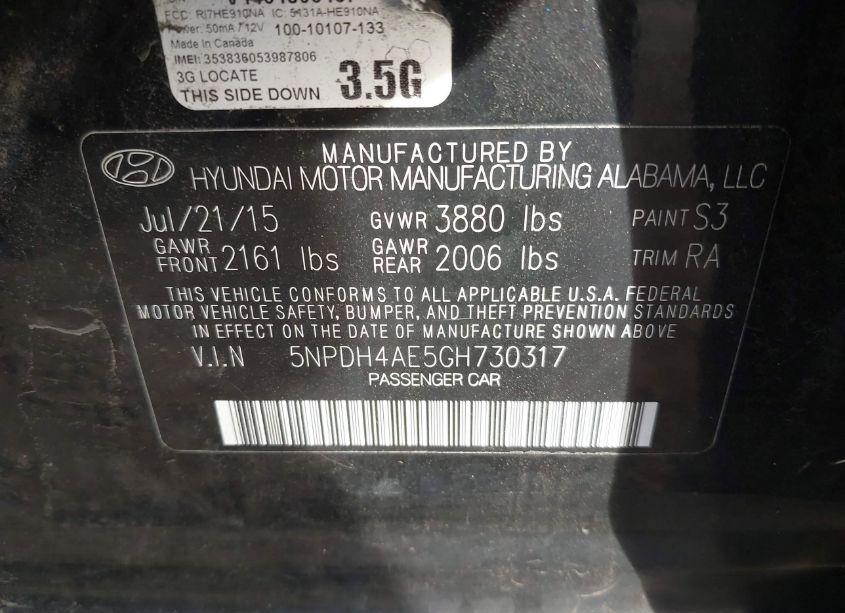 FCC: RI7HE910NA IC: 5131A-HE910NA
Power: 50mA / 12V 100-10107-133
Made in Canada
IMEI: 353836053987806
3G LOCATE
THIS SIDE DOWN 3.5G
MANUFACTURED BY
HYUNDAI MOTOR MANUFACTURING ALABAMA, LLC
Jul/21/15 GVWR 3880 lbs PAINT S3
GAWR FRONT 2161 lbs GAWR REAR 2006 lbs TRIM RA
THIS VEHICLE CONFORMS TO ALL APPLICABLE U.S.A. FEDERAL
MOTOR VEHICLE SAFETY, BUMPER, AND THEFT PREVENTION STANDARDS
IN EFFECT ON THE DATE OF MANUFACTURE SHOWN ABOVE
V.I.N 5NPDH4AE5GH730317
PASSENGER CAR